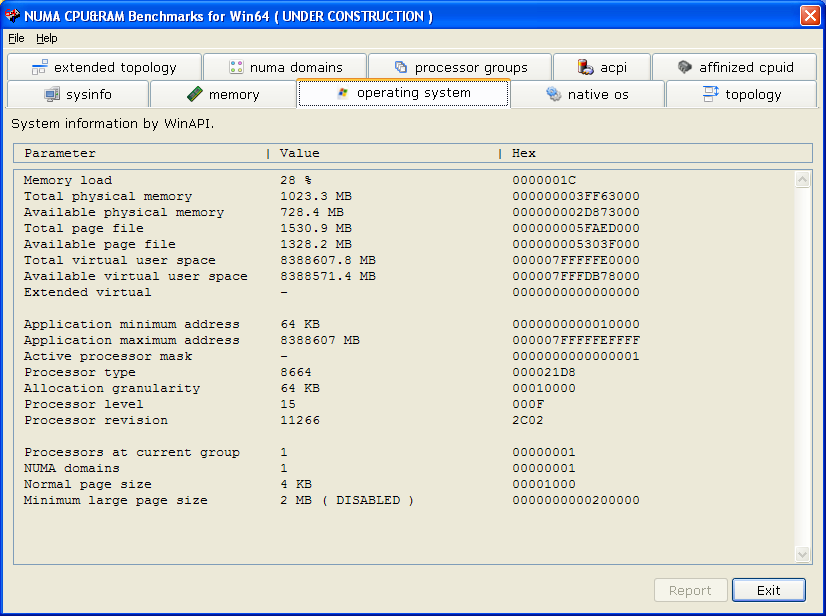 NUMA CPU&RAM Benchmarks for Win64 ( UNDER CONSTRUCTION )
File Help
extended topology numa domains processor groups acpi affinized cpuid
sysinfo memory operating system native os topology
System information by WinAPI.
Parameter | Value | Hex
Memory load 28 % 0000001C
Total physical memory 1023.3 MB 000000003FF63000
Available physical memory 728.4 MB 000000002D873000
Total page file 1530.9 MB 000000005FAED000
Available page file 1328.2 MB 000000005303F000
Total virtual user space 8388607.8 MB 000007FFFFFE0000
Available virtual user space 8388571.4 MB 000007FFFDB78000
Extended virtual - 0000000000000000
Application minimum address 64 KB 0000000000010000
Application maximum address 8388607 MB 000007FFFFFEFFFF
Active processor mask - 0000000000000001
Processor type 8664 000021D8
Allocation granularity 64 KB 00010000
Processor level 15 000F
Processor revision 11266 2C02
Processors at current group 1 00000001
NUMA domains 1 00000001
Normal page size 4 KB 00001000
Minimum large page size 2 MB ( DISABLED ) 0000000000200000
Report Exit